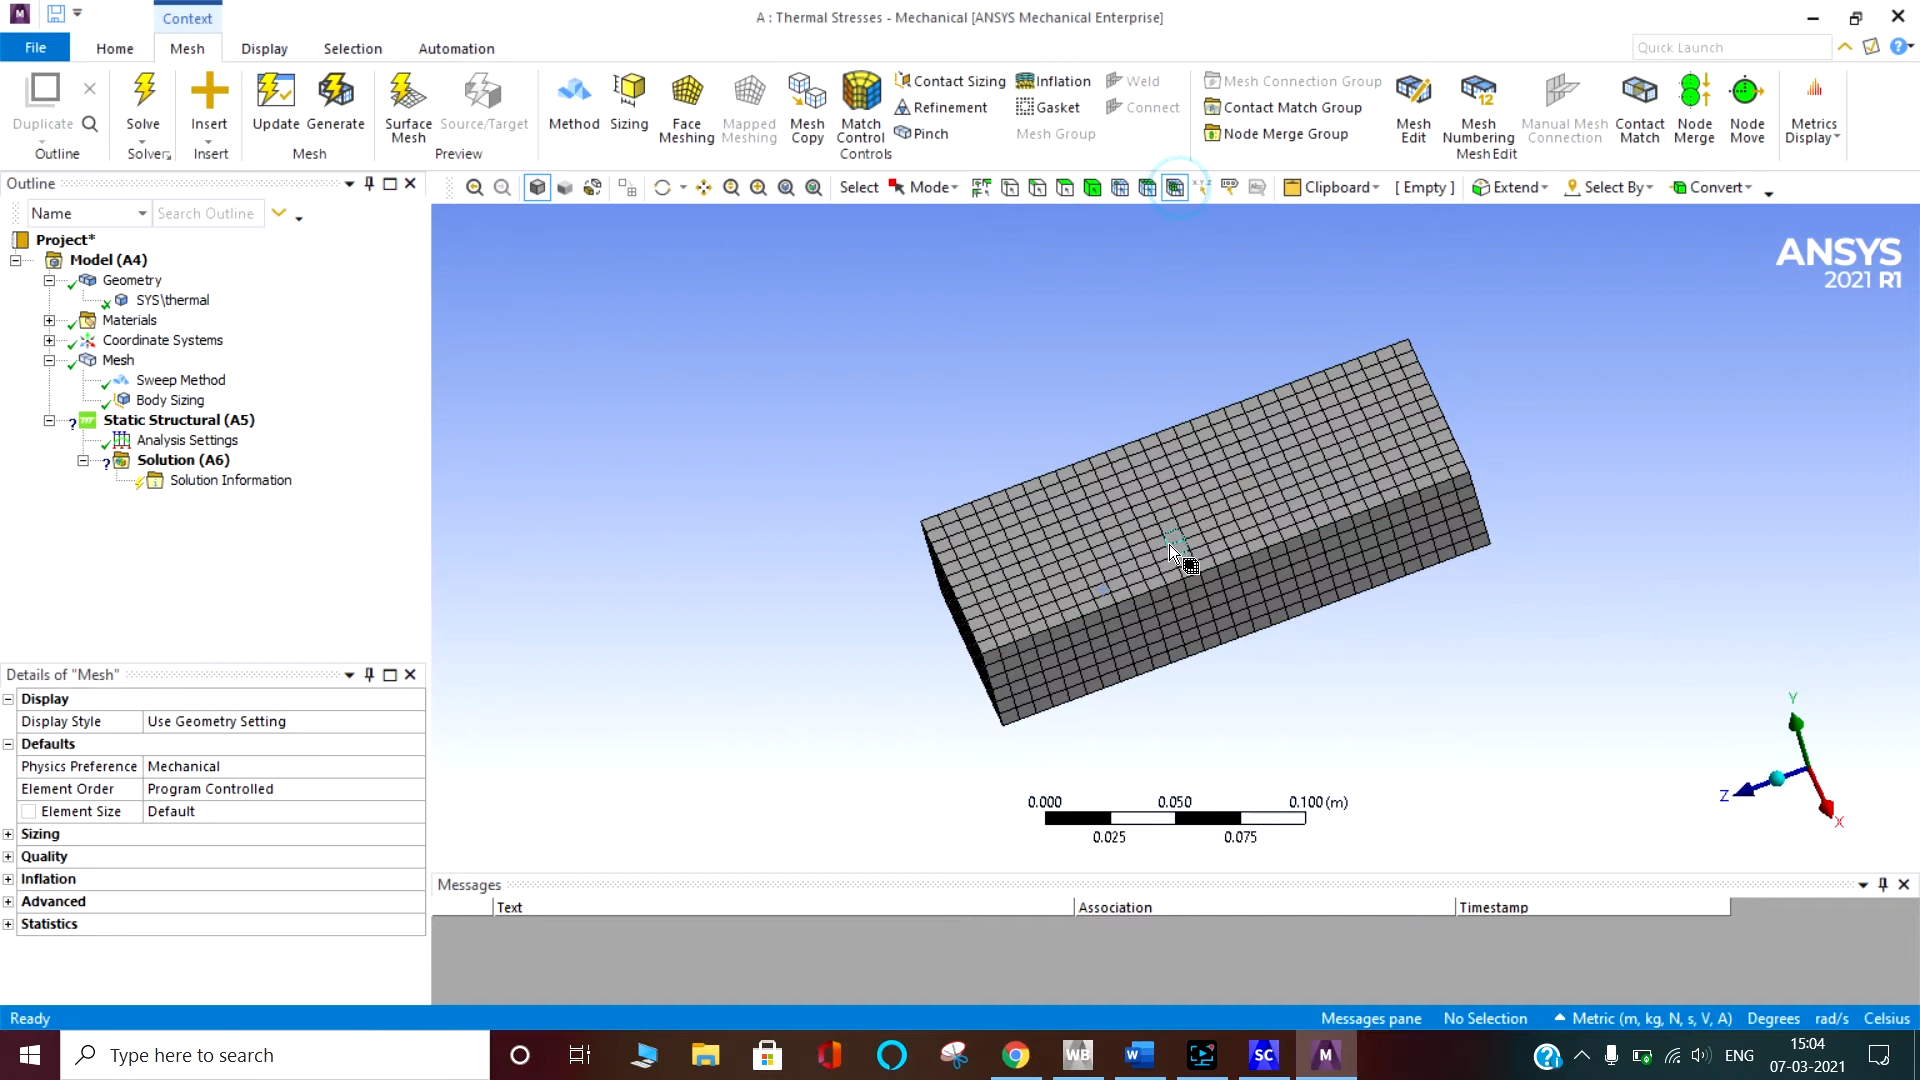 A : Thermal Stresses - Mechanical [ANSYS Mechanical Enterprise]
Context
File
Home
Mesh
Display
Selection
Automation
Quick Launch
Duplicate
Outline
Solve
Solver
Insert
Insert
Update
Generate
Mesh
Surface
Mesh
Source/Target
Preview
Method
Sizing
Face
Meshing
Mapped
Meshing
Mesh
Copy
Match
Control
Contact Sizing
Refinement
Pinch
Inflation
Gasket
Mesh Group
Weld
Connect
Controls
Mesh Connection Group
Contact Match Group
Node Merge Group
Mesh
Edit
Mesh
Numbering
Manual Mesh
Connection
Contact
Match
Node
Merge
Node
Move
Mesh Edit
Metrics
Display
Outline
Select
Mode
Clipboard
[ Empty ]
Extend
Select By
Convert
Name
Search Outline
Project*
Model (A4)
Geometry
SYS\thermal
Materials
Coordinate Systems
Mesh
Sweep Method
Body Sizing
Static Structural (A5)
Analysis Settings
Solution (A6)
Solution Information
ANSYS
2021 R1
Details of "Mesh"
Display
Display Style Use Geometry Setting
Defaults
Physics Preference Mechanical
Element Order Program Controlled
Element Size Default
Sizing
Quality
Inflation
Advanced
Statistics
0.000 0.050 0.100 (m)
0.025 0.075
Y
Z
X
Messages
Text Association Timestamp
Ready
Messages pane
No Selection
Metric (m, kg, N, s, V, A)
Degrees
rad/s
Celsius
Type here to search
WB
W
SC
M
ENG
15:04
07-03-2021